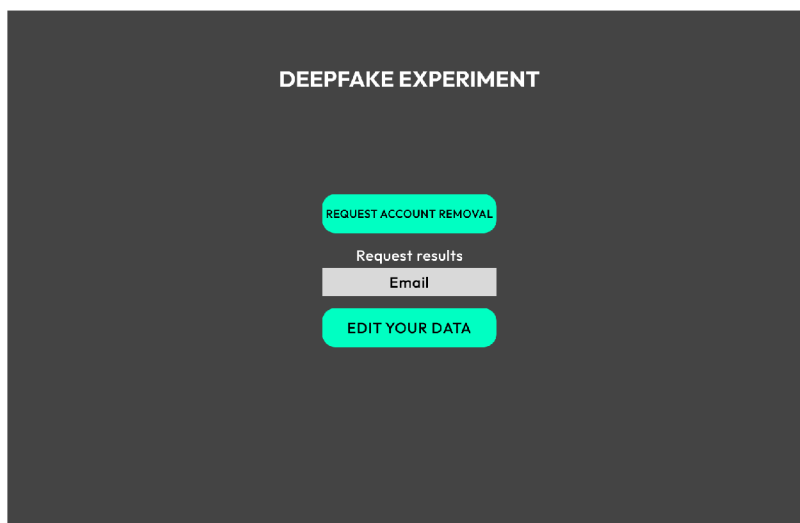 DEEPFAKE EXPERIMENT
REQUEST ACCOUNT REMOVAL
Request results
Email
EDIT YOUR DATA